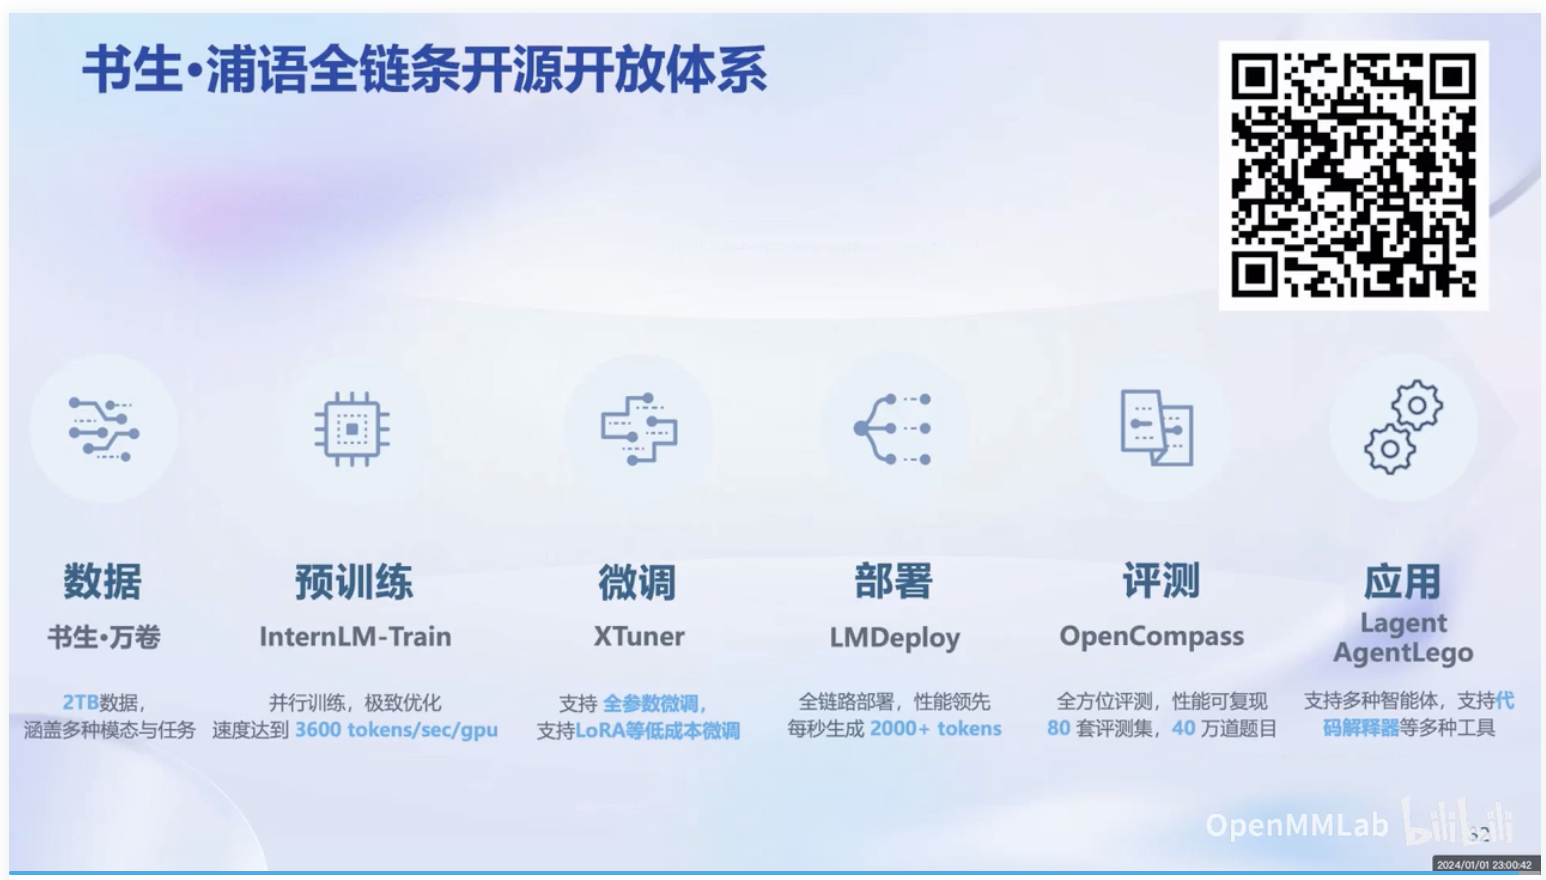 书生·浦语全链条开源开放体系
数据
书生·万卷
2TB数据，
涵盖多种模态与任务
预训练
InternLM-Train
并行训练，极致优化
速度达到 3600 tokens/sec/gpu
微调
XTuner
支持 全参数微调，
支持LoRA等低成本微调
部署
LMDeploy
全链路部署，性能领先
每秒生成 2000+ tokens
评测
OpenCompass
全方位评测，性能可复现
80 套评测集，40 万道题目
应用
Lagent
AgentLego
支持多种智能体，支持代
码解释器等多种工具
OpenMMLab bilibili
32
2024/01/01 23:00:42